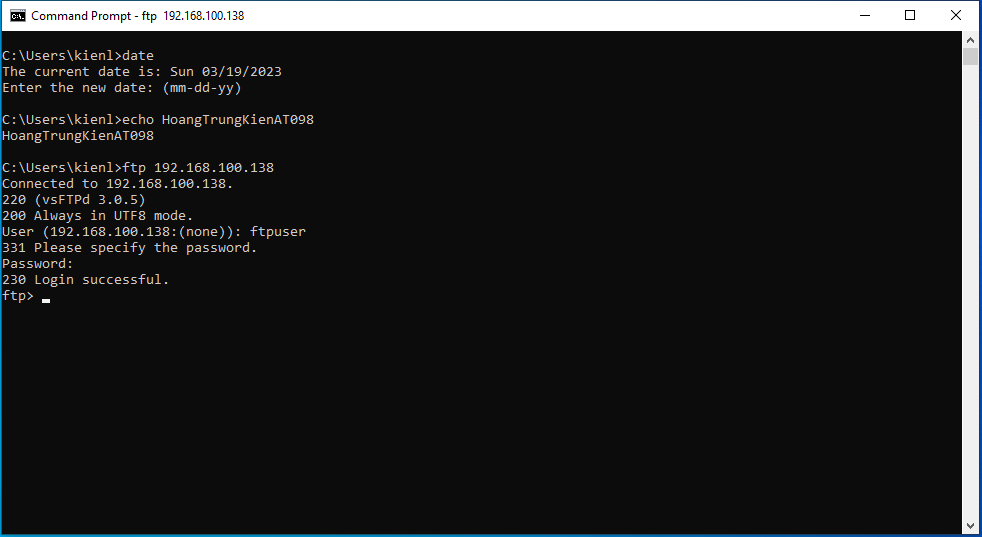 Command Prompt - ftp  192.168.100.138
C:\Users\kienl>date
The current date is: Sun 03/19/2023
Enter the new date: (mm-dd-yy)
C:\Users\kienl>echo HoangTrungKienAT098
HoangTrungKienAT098
C:\Users\kienl>ftp 192.168.100.138
Connected to 192.168.100.138.
220 (vsFTPd 3.0.5)
200 Always in UTF8 mode.
User (192.168.100.138:(none)): ftpuser
331 Please specify the password.
Password:
230 Login successful.
ftp>